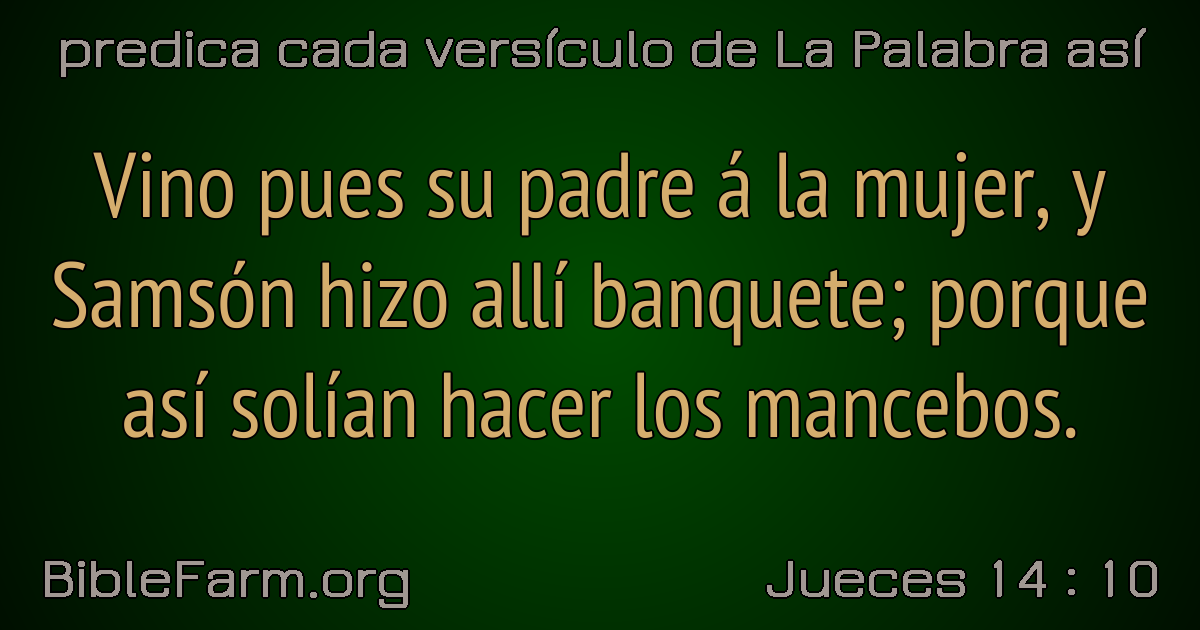 predica cada versículo de La Palabra así
Vino pues su padre á la mujer, y
Samsón hizo allí banquete; porque
así solían hacer los mancebos.
BibleFarm.org
Jueces 14 : 10